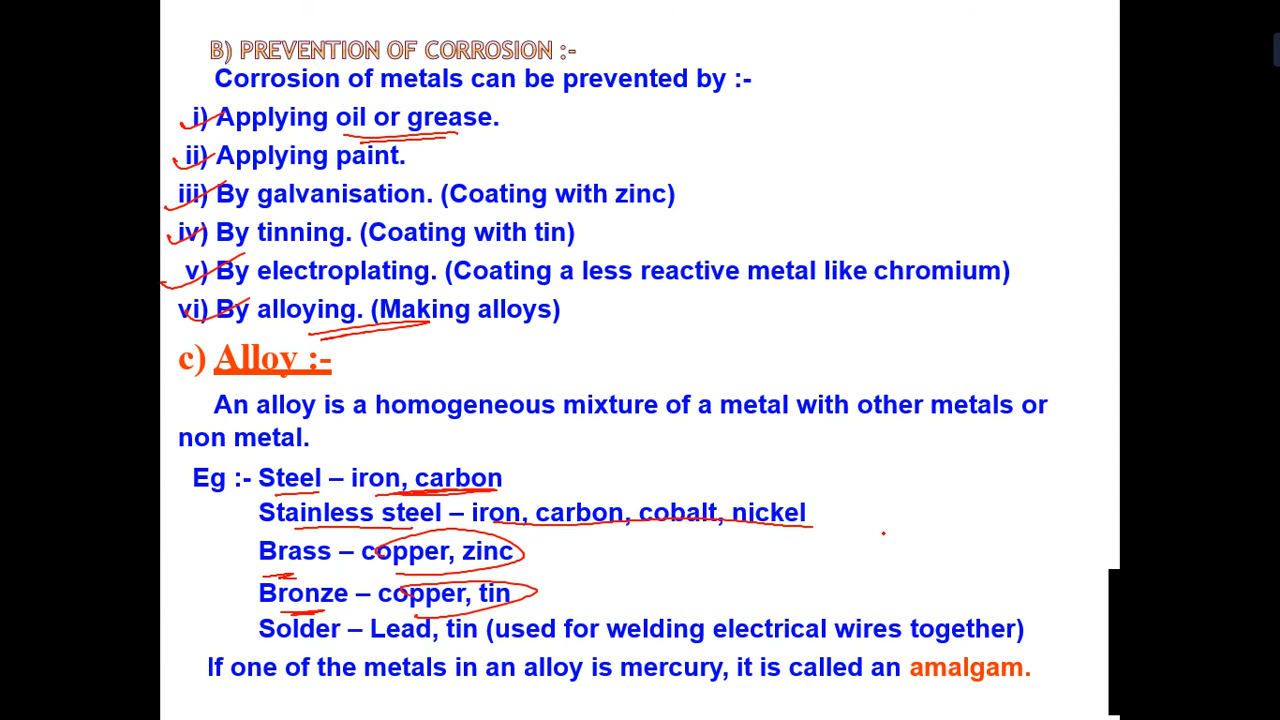 B) PREVENTION OF CORROSION :-
Corrosion of metals can be prevented by :-
i) Applying oil or grease.
ii) Applying paint.
iii) By galvanisation. (Coating with zinc)
iv) By tinning. (Coating with tin)
v) By electroplating. (Coating a less reactive metal like chromium)
vi) By alloying. (Making alloys)
c) Alloy :-
An alloy is a homogeneous mixture of a metal with other metals or
non metal.
Eg :- Steel – iron, carbon
Stainless steel – iron, carbon, cobalt, nickel
Brass – copper, zinc
Bronze – copper, tin
Solder – Lead, tin (used for welding electrical wires together)
If one of the metals in an alloy is mercury, it is called an amalgam.